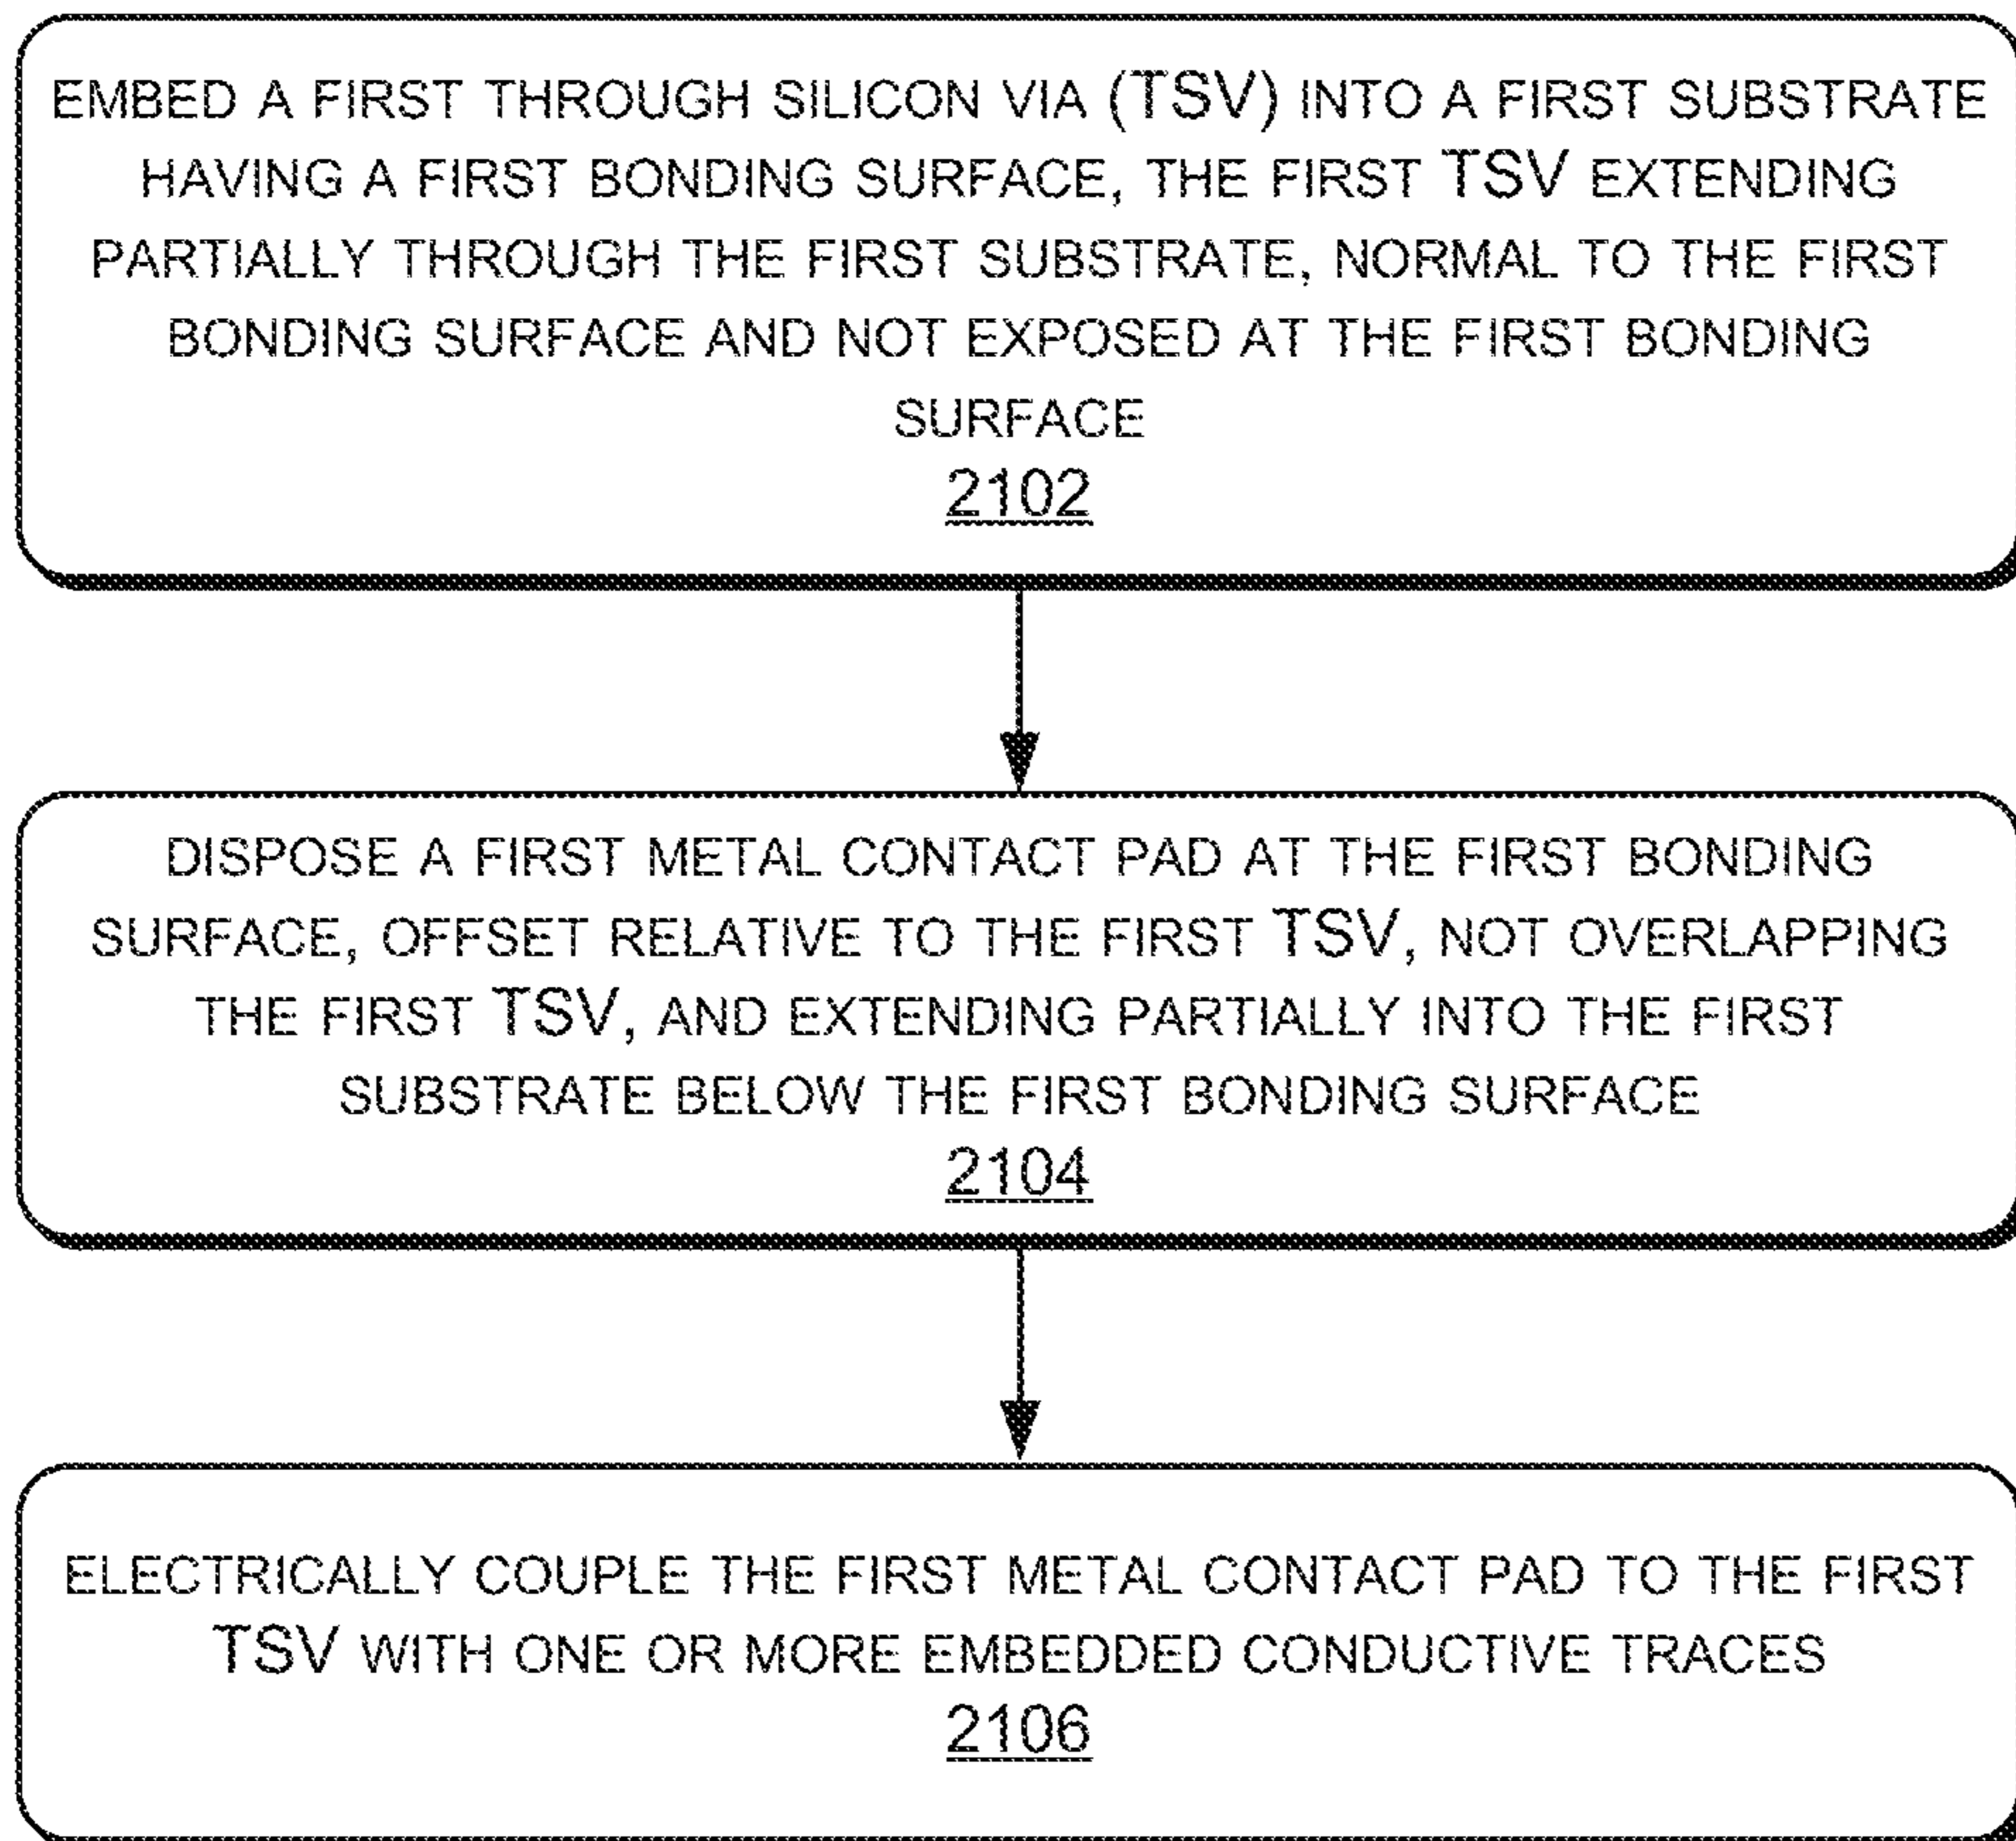 EMBED A FIRST THROUGH SILICON VIA (TSV) INTO A FIRST SUBSTRATE
HAVING A FIRST BONDING SURFACE, THE FIRST TSV EXTENDING
PARTIALLY THROUGH THE FIRST SUBSTRATE, NORMAL TO THE FIRST
BONDING SURFACE AND NOT EXPOSED AT THE FIRST BONDING
SURFACE
2102
DISPOSE A FIRST METAL CONTACT PAD AT THE FIRST BONDING
SURFACE, OFFSET RELATIVE TO THE FIRST TSV, NOT OVERLAPPING
THE FIRST TSV, AND EXTENDING PARTIALLY INTO THE FIRST
SUBSTRATE BELOW THE FIRST BONDING SURFACE
2104
ELECTRICALLY COUPLE THE FIRST METAL CONTACT PAD TO THE FIRST
TSV WITH ONE OR MORE EMBEDDED CONDUCTIVE TRACES
2106